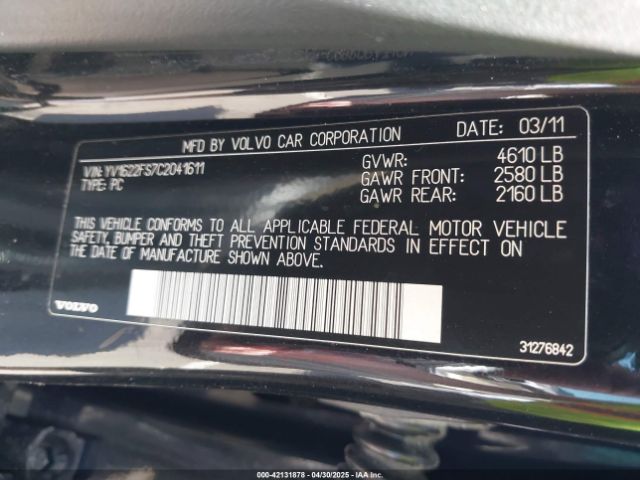 MFD BY VOLVO CAR CORPORATION DATE: 03/11
VIN: YV1622FS7C2041611
TYPE: PC
GVWR: 4610 LB
GAWR FRONT: 2580 LB
GAWR REAR: 2160 LB
THIS VEHICLE CONFORMS TO ALL APPLICABLE FEDERAL MOTOR VEHICLE
SAFETY, BUMPER AND THEFT PREVENTION STANDARDS IN EFFECT ON
THE DATE OF MANUFACTURE SHOWN ABOVE.
VOLVO
31276842
000-42131878 - 04/30/2025 - IAAI.COM